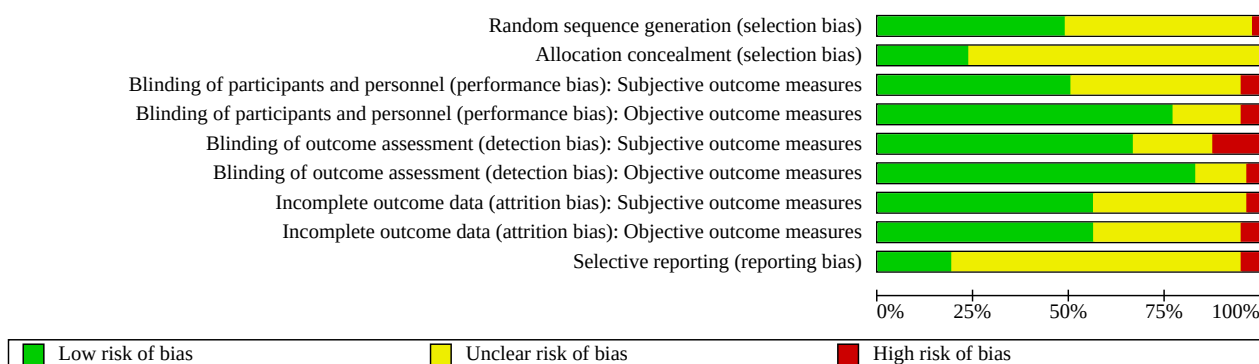 Random sequence generation (selection bias)
Allocation concealment (selection bias)
Blinding of participants and personnel (performance bias): Subjective outcome measures
Blinding of participants and personnel (performance bias): Objective outcome measures
Blinding of outcome assessment (detection bias): Subjective outcome measures
Blinding of outcome assessment (detection bias): Objective outcome measures
Incomplete outcome data (attrition bias): Subjective outcome measures
Incomplete outcome data (attrition bias): Objective outcome measures
Selective reporting (reporting bias)
0% 25% 50% 75% 100%
Low risk of bias Unclear risk of bias High risk of bias